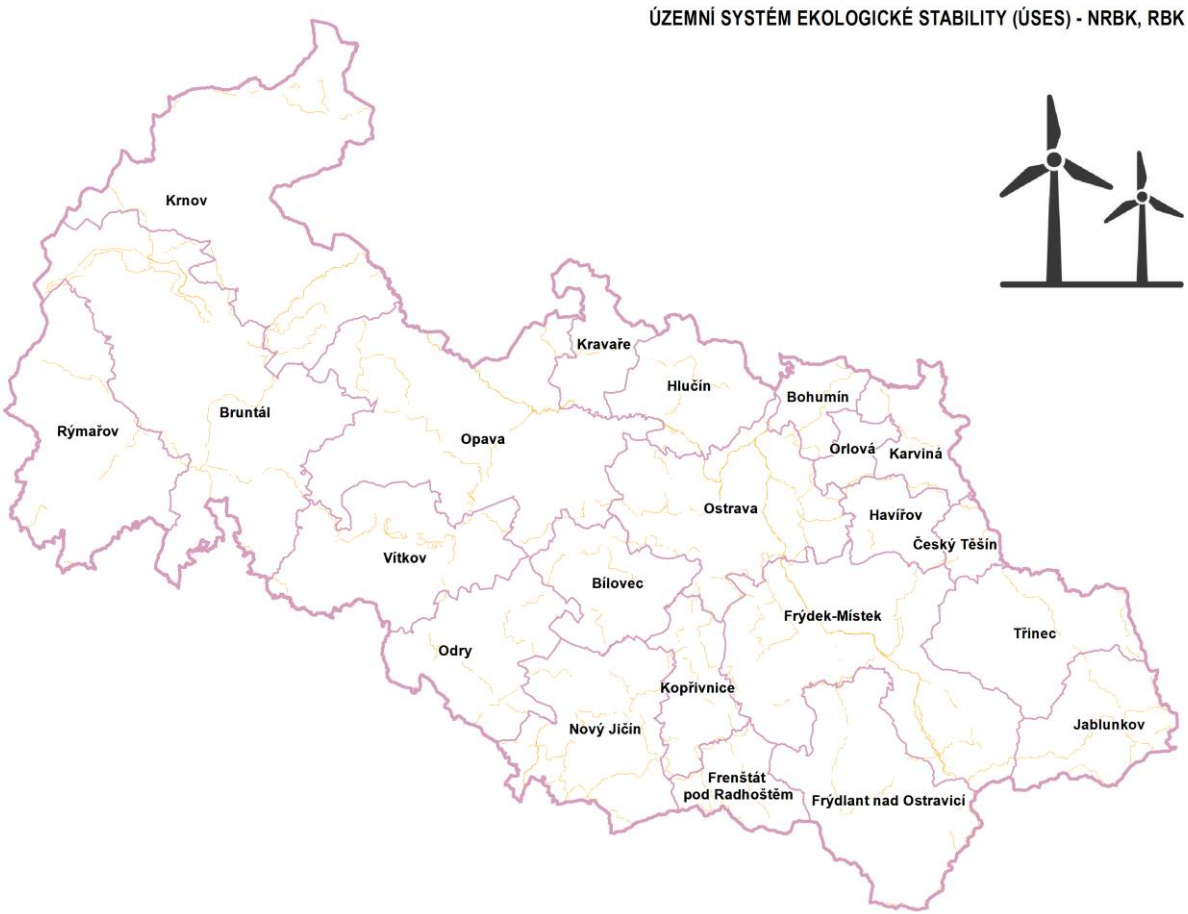 ÚZEMNÍ SYSTÉM EKOLOGICKÉ STABILITY (ÚSES) - NRBK, RBK
Krnov
Kravaře
Hlučín
Bohumín
Bruntál
Rýmařov
Opava
Orlová
Karviná
Ostrava
Havířov
Český Těšín
Vítkov
Bílovec
Frýdek-Místek
Třinec
Odry
Kopřivnice
Nový Jičín
Jablunkov
Frenštát
pod Radhoštěm
Frýdlant nad Ostravicí